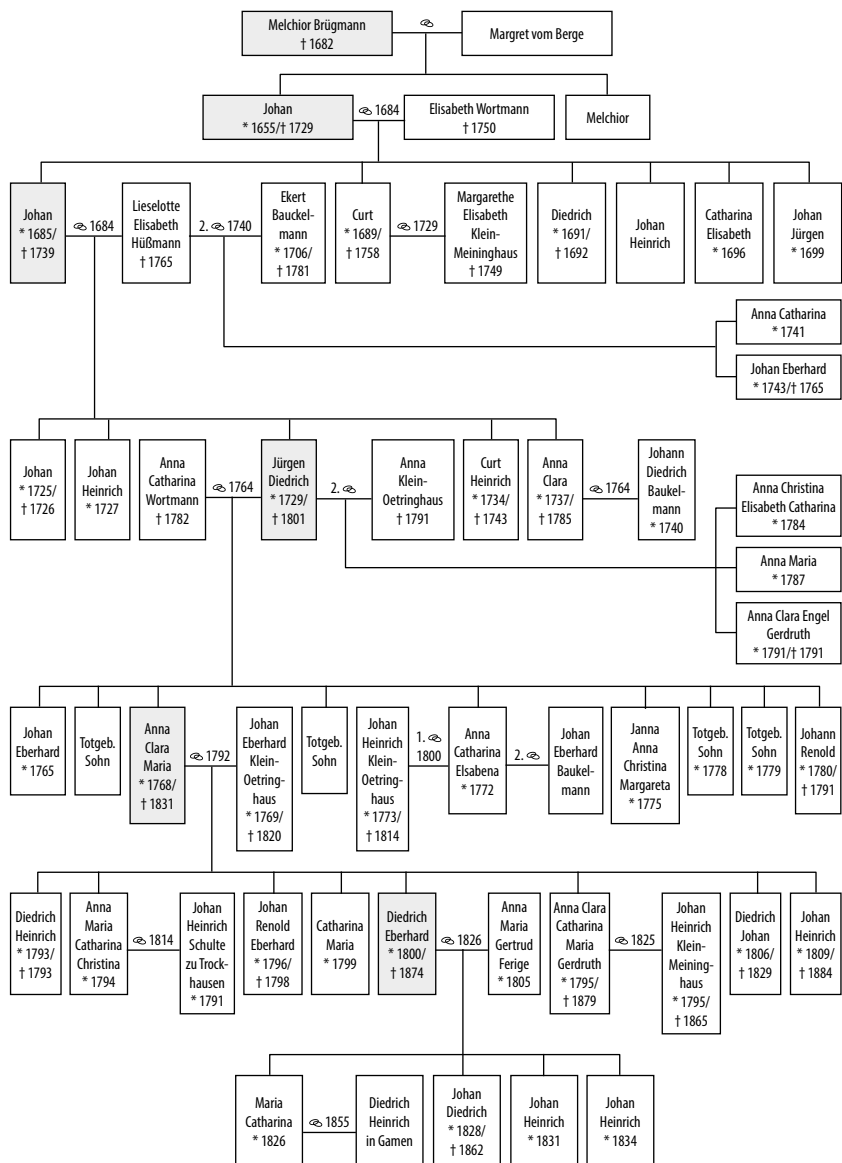 Melchior Brügmann
† 1682
⚭
Margret vom Berge
Johan
* 1655/† 1729
⚭ 1684
Elisabeth Wortmann
† 1750
Melchior
Johan
* 1685/
† 1739
⚭ 1684
Lieselotte
Elisabeth
Hüßmann
† 1765
2. ⚭ 1740
Ekert
Bauckel-
mann
* 1706/
† 1781
Curt
* 1689/
† 1758
⚭ 1729
Margarethe
Elisabeth
Klein-
Meininghaus
† 1749
Diedrich
* 1691/
† 1692
Johan
Heinrich
Catharina
Elisabeth
* 1696
Johan
Jürgen
* 1699
Anna Catharina
* 1741
Johan Eberhard
* 1743/† 1765
Johan
* 1725/
† 1726
Johan
Heinrich
* 1727
Anna
Catharina
Wortmann
† 1782
⚭ 1764
Jürgen
Diedrich
* 1729/
† 1801
2. ⚭
Anna
Klein-
Oetringhaus
† 1791
Curt
Heinrich
* 1734/
† 1743
Anna
Clara
* 1737/
† 1785
⚭ 1764
Johann
Diedrich
Baukel-
mann
* 1740
Anna Christina
Elisabeth Catharina
* 1784
Anna Maria
* 1787
Anna Clara Engel
Gerdruth
* 1791/† 1791
Johan
Eberhard
* 1765
Totgeb.
Sohn
Anna
Clara
Maria
* 1768/
† 1831
⚭ 1792
Johan
Eberhard
Klein-
Oetring-
haus
* 1769/
† 1820
Totgeb.
Sohn
Johan
Heinrich
Klein-
Oetring-
haus
* 1773/
† 1814
1. ⚭
1800
Anna
Catharina
Elsabena
* 1772
2. ⚭
Johan
Eberhard
Baukel-
mann
Janna
Anna
Christina
Margareta
* 1775
Totgeb.
Sohn
* 1778
Totgeb.
Sohn
* 1779
Johann
Renold
* 1780/
† 1791
Diedrich
Heinrich
* 1793/
† 1793
Anna
Maria
Catharina
Christina
* 1794
⚭ 1814
Johan
Heinrich
Schulte
zu Trock-
hausen
* 1791
Johan
Renold
Eberhard
* 1796/
† 1798
Catharina
Maria
* 1799
Diedrich
Eberhard
* 1800/
† 1874
⚭ 1826
Anna
Maria
Gertrud
Ferige
* 1805
Anna Clara
Catharina
Maria
Gerdruth
* 1795/
† 1879
⚭ 1825
Johan
Heinrich
Klein-
Meining-
haus
* 1795/
† 1865
Diedrich
Johan
* 1806/
† 1829
Johan
Heinrich
* 1809/
† 1884
Maria
Catharina
* 1826
⚭ 1855
Diedrich
Heinrich
in Gamen
Johan
Diedrich
* 1828/
† 1862
Johan
Heinrich
* 1831
Johan
Heinrich
* 1834